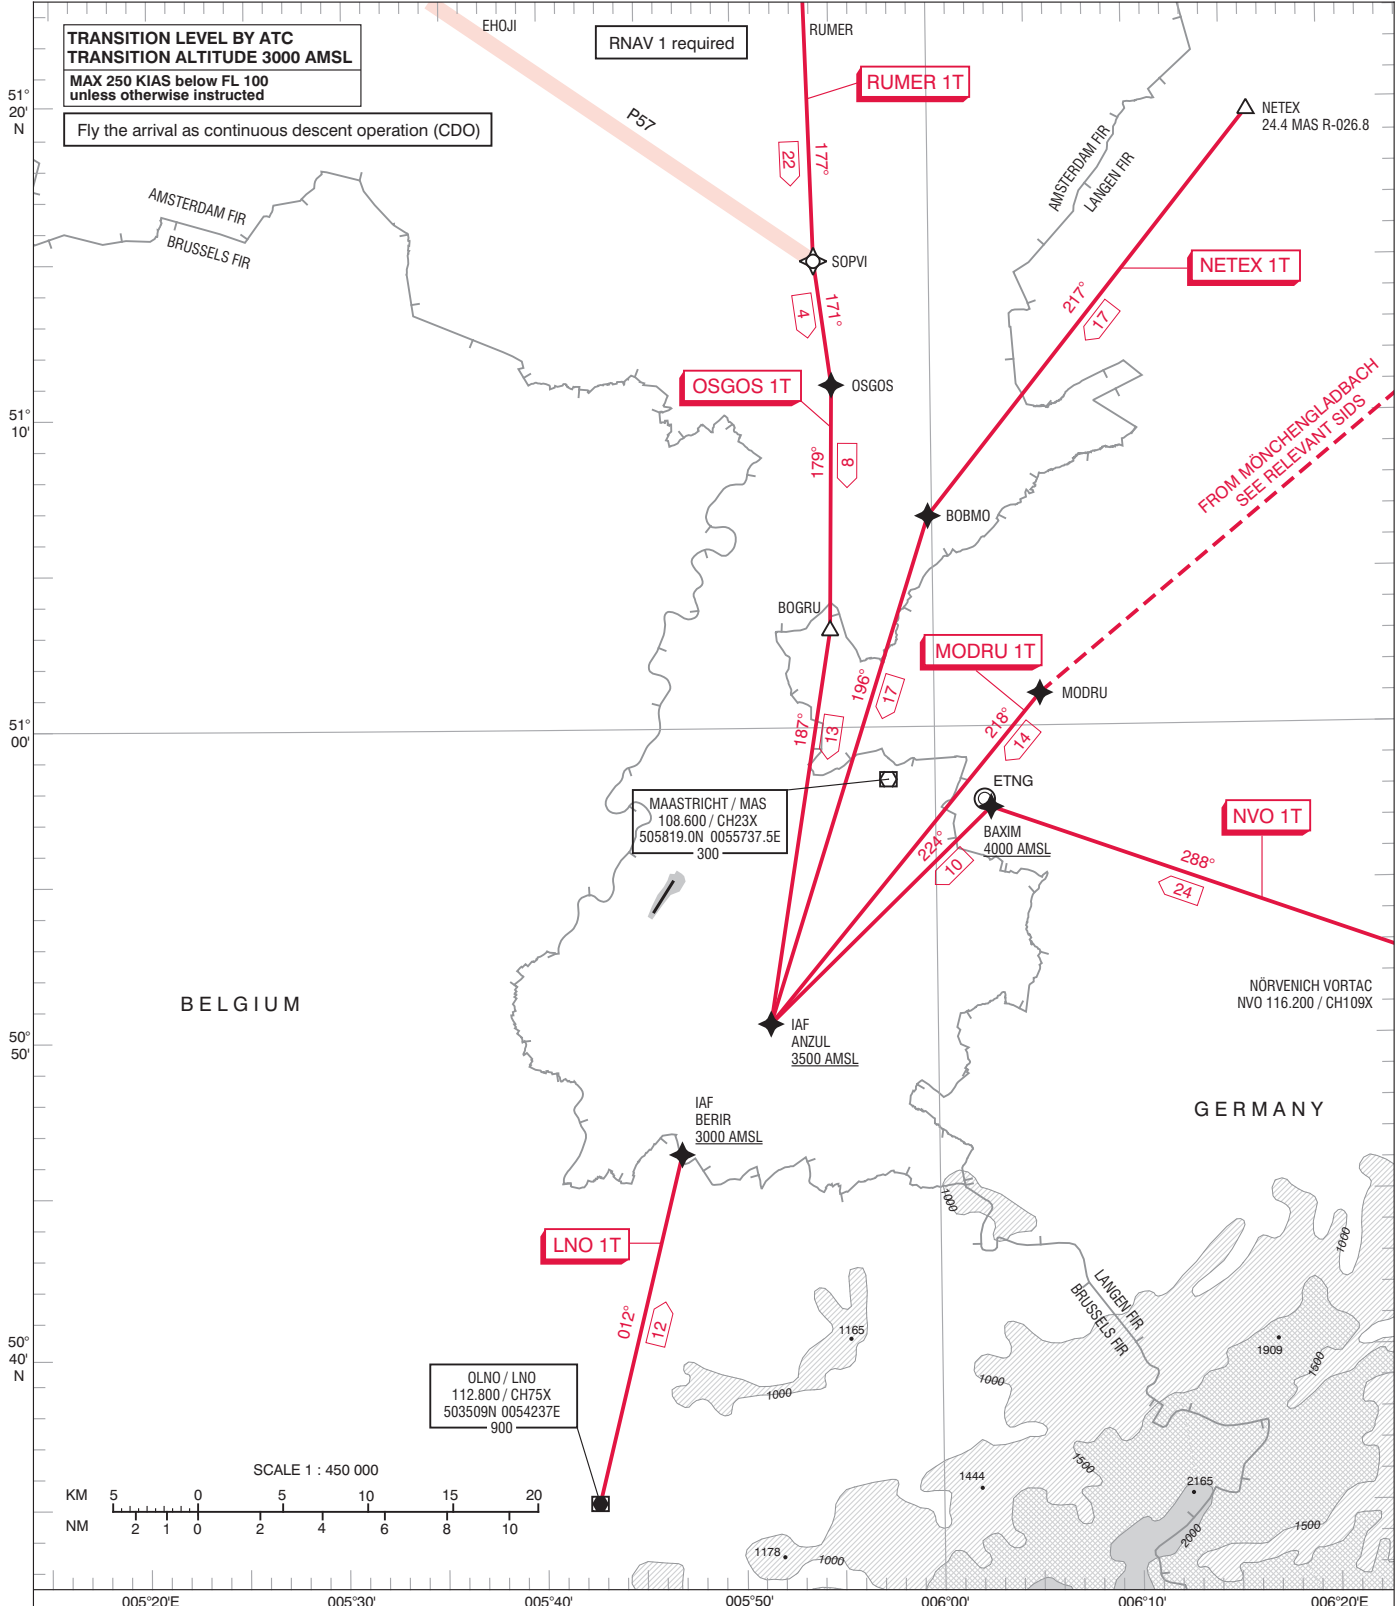 EHOJI
RUMER
TRANSITION LEVEL BY ATC
TRANSITION ALTITUDE 3000 AMSL
MAX 250 KIAS below FL 100
unless otherwise instructed
RNAV 1 required
Fly the arrival as continuous descent operation (CDO)
RUMER 1T
P57
22
177°
NETEX
24.4 MAS R-026.8
51°
20'
N
AMSTERDAM FIR
LANGEN FIR
AMSTERDAM FIR
BRUSSELS FIR
SOPVI
NETEX 1T
217°
17
4
171°
OSGOS 1T
OSGOS
51°
10'
179°
8
FROM MÖNCHENGLADBACH
SEE RELEVANT SIDS
BOBMO
BOGRU
MODRU 1T
196°
17
MODRU
51°
00'
187°
13
218°
14
MAASTRICHT / MAS
108.600 / CH23X
505819.0N 0055737.5E
300
ETNG
BAXIM
4000 AMSL
NVO 1T
224°
10
288°
24
BELGIUM
NÖRVENICH VORTAC
NVO 116.200 / CH109X
IAF
ANZUL
3500 AMSL
50°
50'
IAF
BERIR
3000 AMSL
GERMANY
1000
1000
LNO 1T
LANGEN FIR
BRUSSELS FIR
012°
12
1165
1909
1500
50°
40'
N
1000
1000
OLNO / LNO
112.800 / CH75X
503509N 0054237E
900
SCALE 1 : 450 000
KM
5 0 5 10 15 20
NM
2 1 0 2 4 6 8 10
1444
1500
2165
1500
2000
1178
1000
005°20'E 005°30' 005°40' 005°50' 006°00' 006°10' 006°20'E